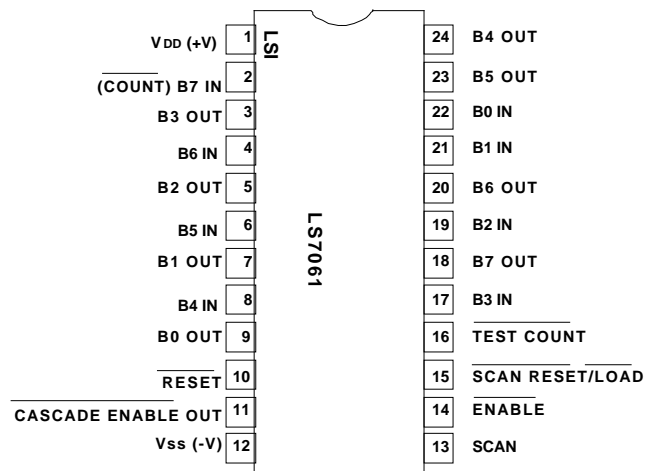 VDD (+V) 1 LSI 24 B4 OUT
(COUNT) B7 IN 2 23 B5 OUT
B3 OUT 3 22 B0 IN
B6 IN 4 21 B1 IN
B2 OUT 5 20 B6 OUT
B5 IN 6 19 B2 IN
B1 OUT 7 18 B7 OUT
LS7061
B4 IN 8 17 B3 IN
B0 OUT 9 16 TEST COUNT
RESET 10 15 SCAN RESET/LOAD
CASCADE ENABLE OUT 11 14 ENABLE
Vss (-V) 12 13 SCAN